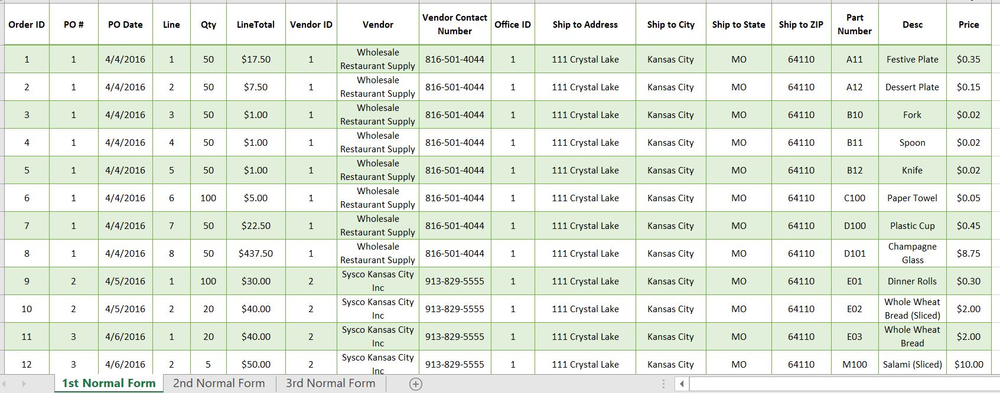 Order ID PO # PO Date Line Qty LineTotal Vendor ID Vendor Vendor Contact Number Office ID Ship to Address Ship to City Ship to State Ship to ZIP Part Number Desc Price
1 1 4/4/2016 1 50 $17.50 1 Wholesale Restaurant Supply 816-501-4044 1 111 Crystal Lake Kansas City MO 64110 A11 Festive Plate $0.35
2 1 4/4/2016 2 50 $7.50 1 Wholesale Restaurant Supply 816-501-4044 1 111 Crystal Lake Kansas City MO 64110 A12 Dessert Plate $0.15
3 1 4/4/2016 3 50 $1.00 1 Wholesale Restaurant Supply 816-501-4044 1 111 Crystal Lake Kansas City MO 64110 B10 Fork $0.02
4 1 4/4/2016 4 50 $1.00 1 Wholesale Restaurant Supply 816-501-4044 1 111 Crystal Lake Kansas City MO 64110 B11 Spoon $0.02
5 1 4/4/2016 5 50 $1.00 1 Wholesale Restaurant Supply 816-501-4044 1 111 Crystal Lake Kansas City MO 64110 B12 Knife $0.02
6 1 4/4/2016 6 100 $5.00 1 Wholesale Restaurant Supply 816-501-4044 1 111 Crystal Lake Kansas City MO 64110 C100 Paper Towel $0.05
7 1 4/4/2016 7 50 $22.50 1 Wholesale Restaurant Supply 816-501-4044 1 111 Crystal Lake Kansas City MO 64110 D100 Plastic Cup $0.45
8 1 4/4/2016 8 50 $437.50 1 Wholesale Restaurant Supply 816-501-4044 1 111 Crystal Lake Kansas City MO 64110 D101 Champagne Glass $8.75
9 2 4/5/2016 1 100 $30.00 2 Sysco Kansas City Inc 913-829-5555 1 111 Crystal Lake Kansas City MO 64110 E01 Dinner Rolls $0.30
10 2 4/5/2016 2 20 $40.00 2 Sysco Kansas City Inc 913-829-5555 1 111 Crystal Lake Kansas City MO 64110 E02 Whole Wheat Bread (Sliced) $2.00
11 3 4/6/2016 1 20 $40.00 2 Sysco Kansas City Inc 913-829-5555 1 111 Crystal Lake Kansas City MO 64110 E03 Whole Wheat Bread $2.00
12 3 4/6/2016 2 5 $50.00 2 Sysco Kansas City Inc 913-829-5555 1 111 Crystal Lake Kansas City MO 64110 M100 Salami (Sliced) $10.00
1st Normal Form 2nd Normal Form 3rd Normal Form